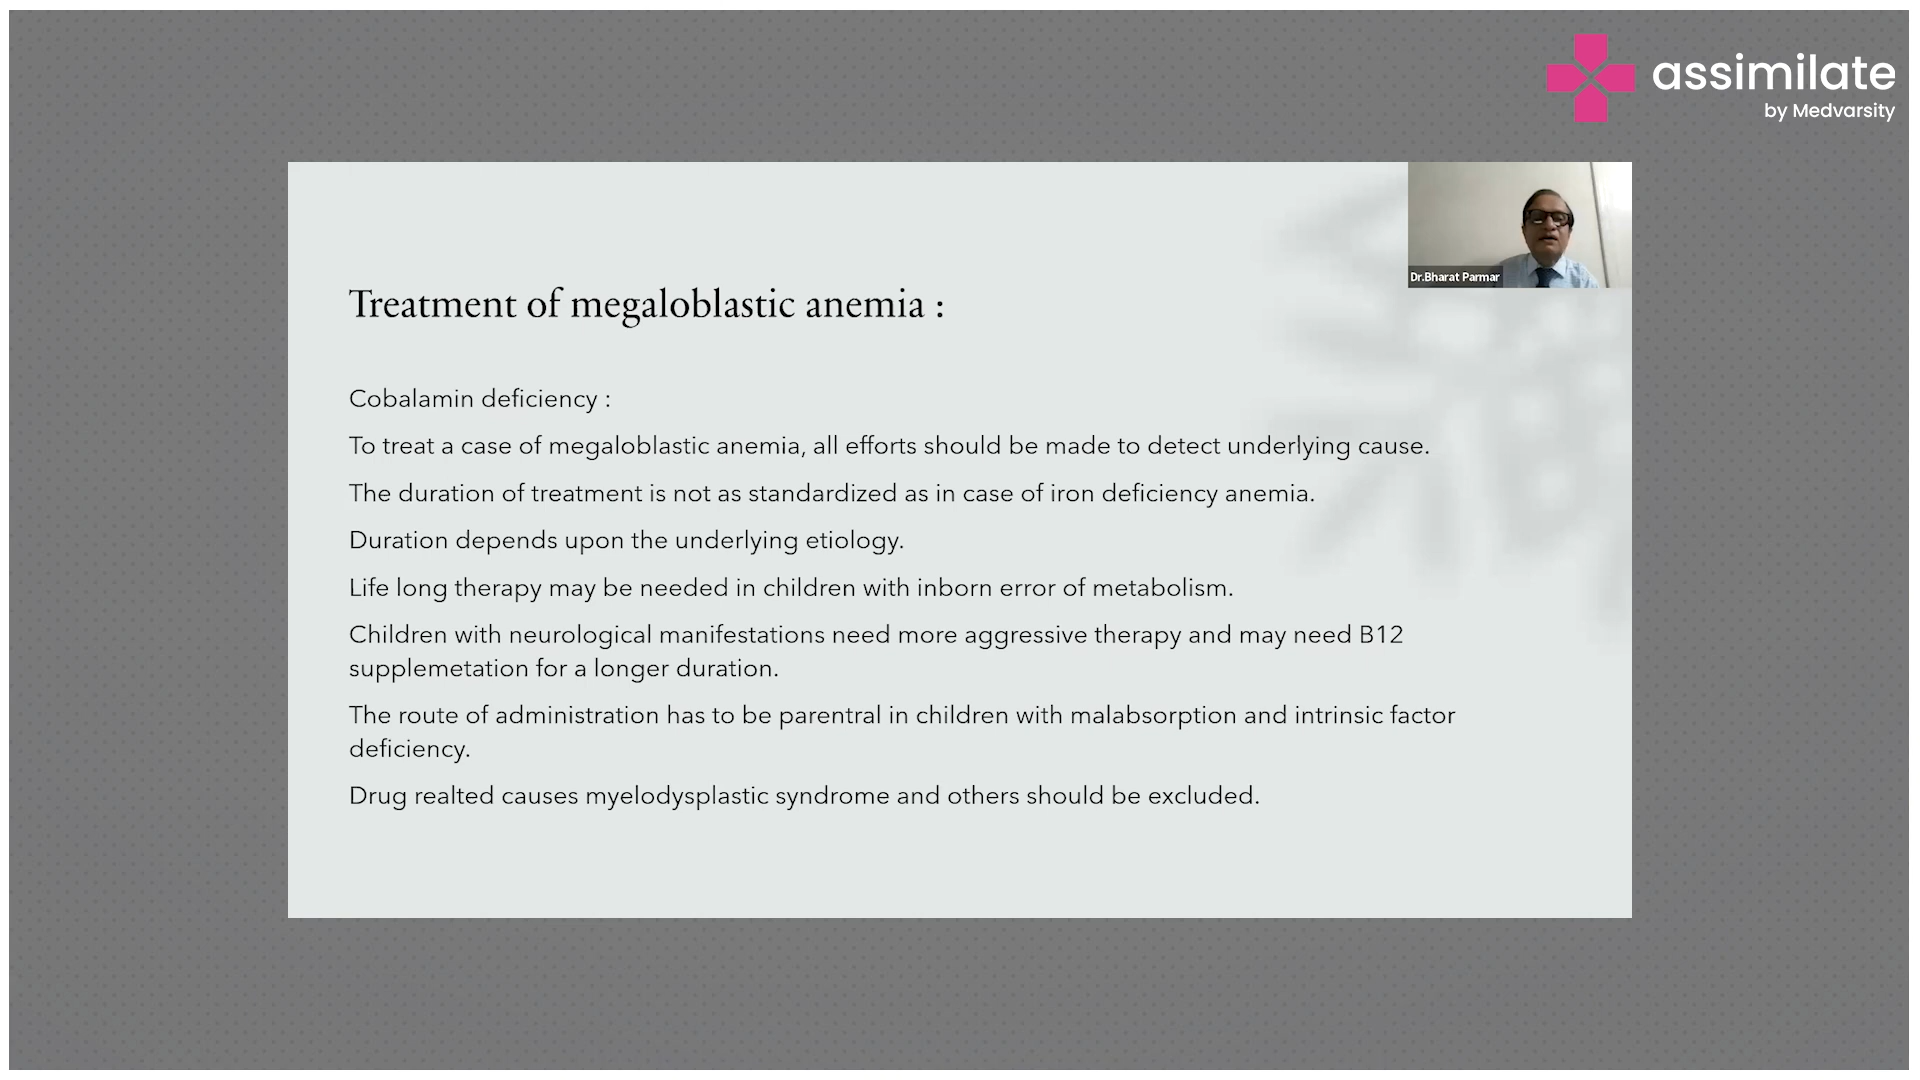 assimilate
by Medvarsity
Dr.Bharat Parmar
Treatment of megaloblastic anemia :
Cobalamin deficiency :
To treat a case of megaloblastic anemia, all efforts should be made to detect underlying cause.
The duration of treatment is not as standardized as in case of iron deficiency anemia.
Duration depends upon the underlying etiology.
Life long therapy may be needed in children with inborn error of metabolism.
Children with neurological manifestations need more aggressive therapy and may need B12
supplemetation for a longer duration.
The route of administration has to be parentral in children with malabsorption and intrinsic factor
deficiency.
Drug realted causes myelodysplastic syndrome and others should be excluded.